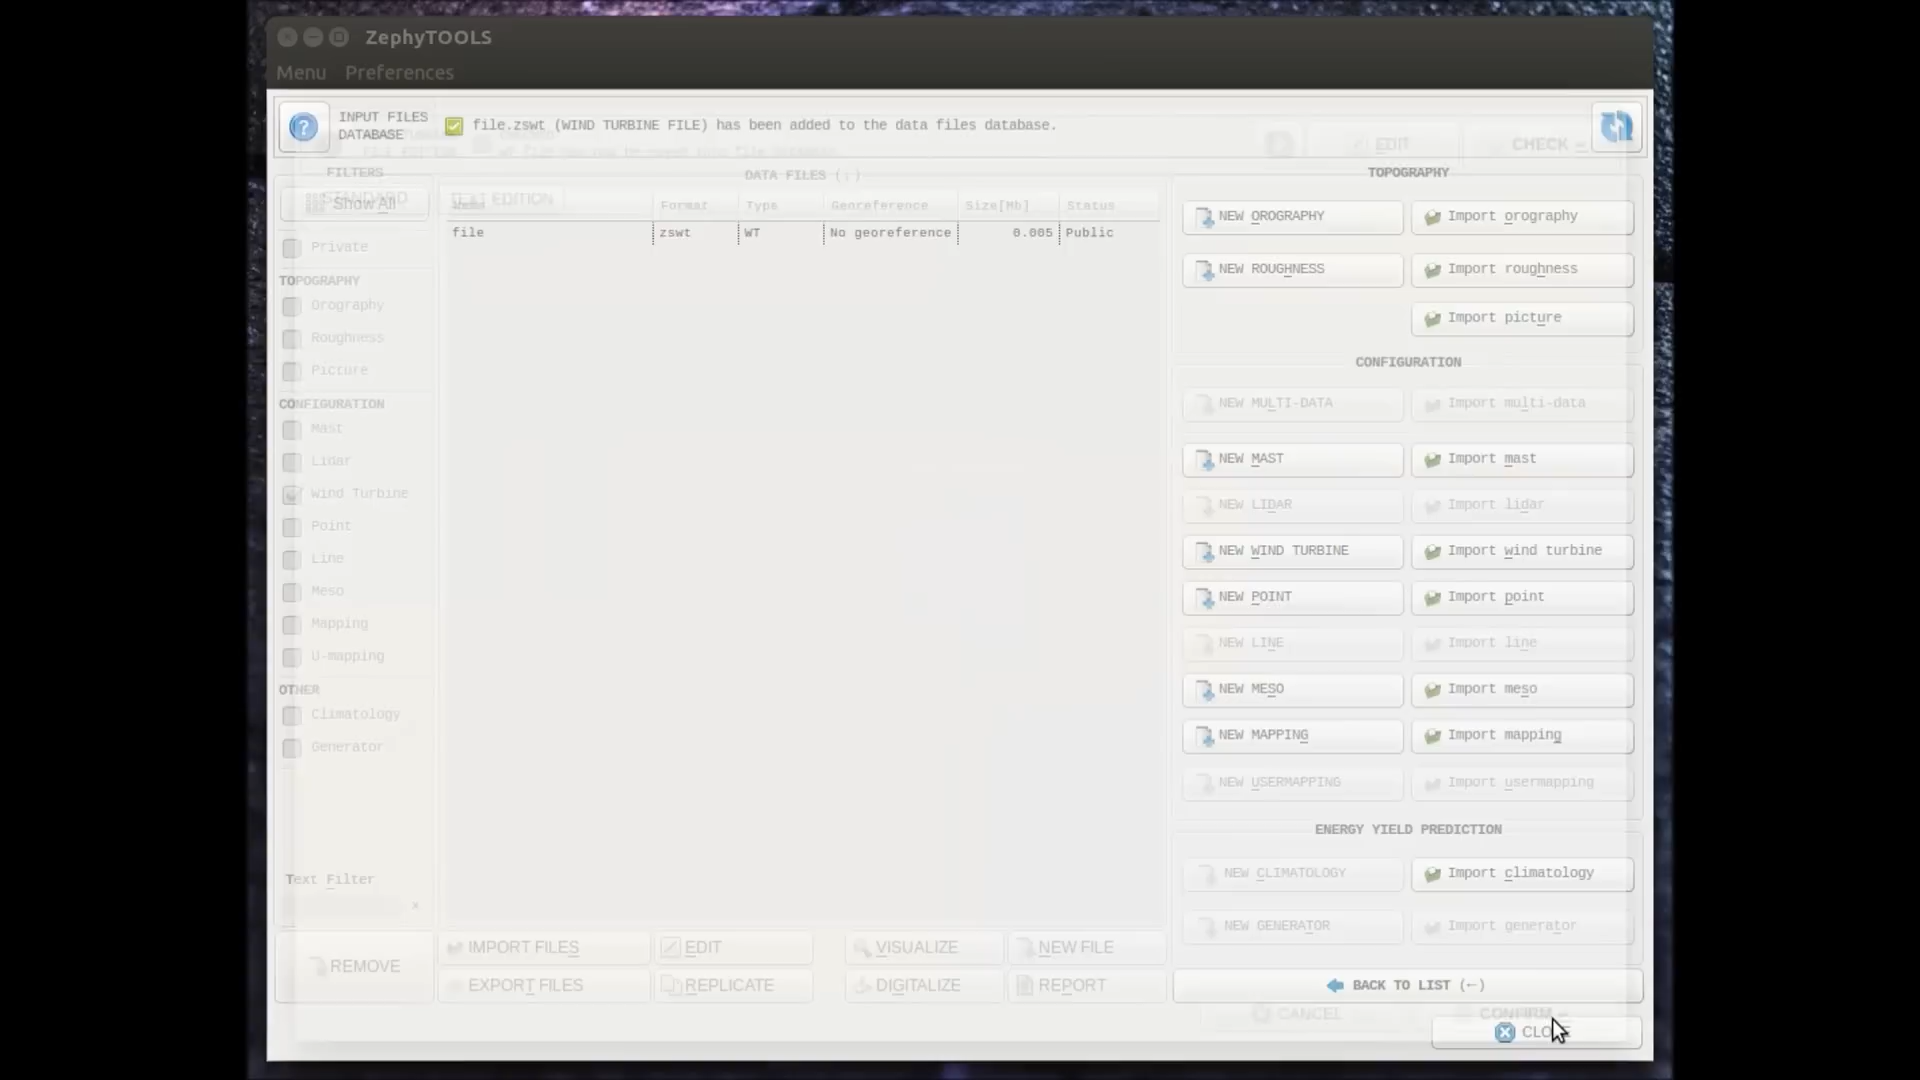 ZephyTOOLS
Menu Preferences
INPUT FILES
DATABASE
file.zswt (WIND TURBINE FILE) has been added to the data files database.
EDIT
CHECK
FILTERS
STANDARD
Show All
Private
TOPOGRAPHY
Orography
Roughness
Picture
CONFIGURATION
Mast
Lidar
Wind Turbine
Point
Line
Meso
Mapping
U-mapping
OTHER
Climatology
Generator
Text Filter
REMOVE
DATA FILES (↓)
EDITION
Format Type Georeference Size[Mb] Status
file zswt WT No georeference 0.005 Public
IMPORT FILES EDIT VISUALIZE NEW FILE
EXPORT FILES REPLICATE DIGITALIZE REPORT
TOPOGRAPHY
NEW OROGRAPHY Import orography
NEW ROUGHNESS Import roughness
Import picture
CONFIGURATION
NEW MULTI-DATA Import multi-data
NEW MAST Import mast
NEW LIDAR Import lidar
NEW WIND TURBINE Import wind turbine
NEW POINT Import point
NEW LINE Import line
NEW MESO Import meso
NEW MAPPING Import mapping
NEW USERMAPPING Import usermapping
ENERGY YIELD PREDICTION
NEW CLIMATOLOGY Import climatology
NEW GENERATOR Import generator
BACK TO LIST (←)
CANCEL CONFIRM
CLOSE